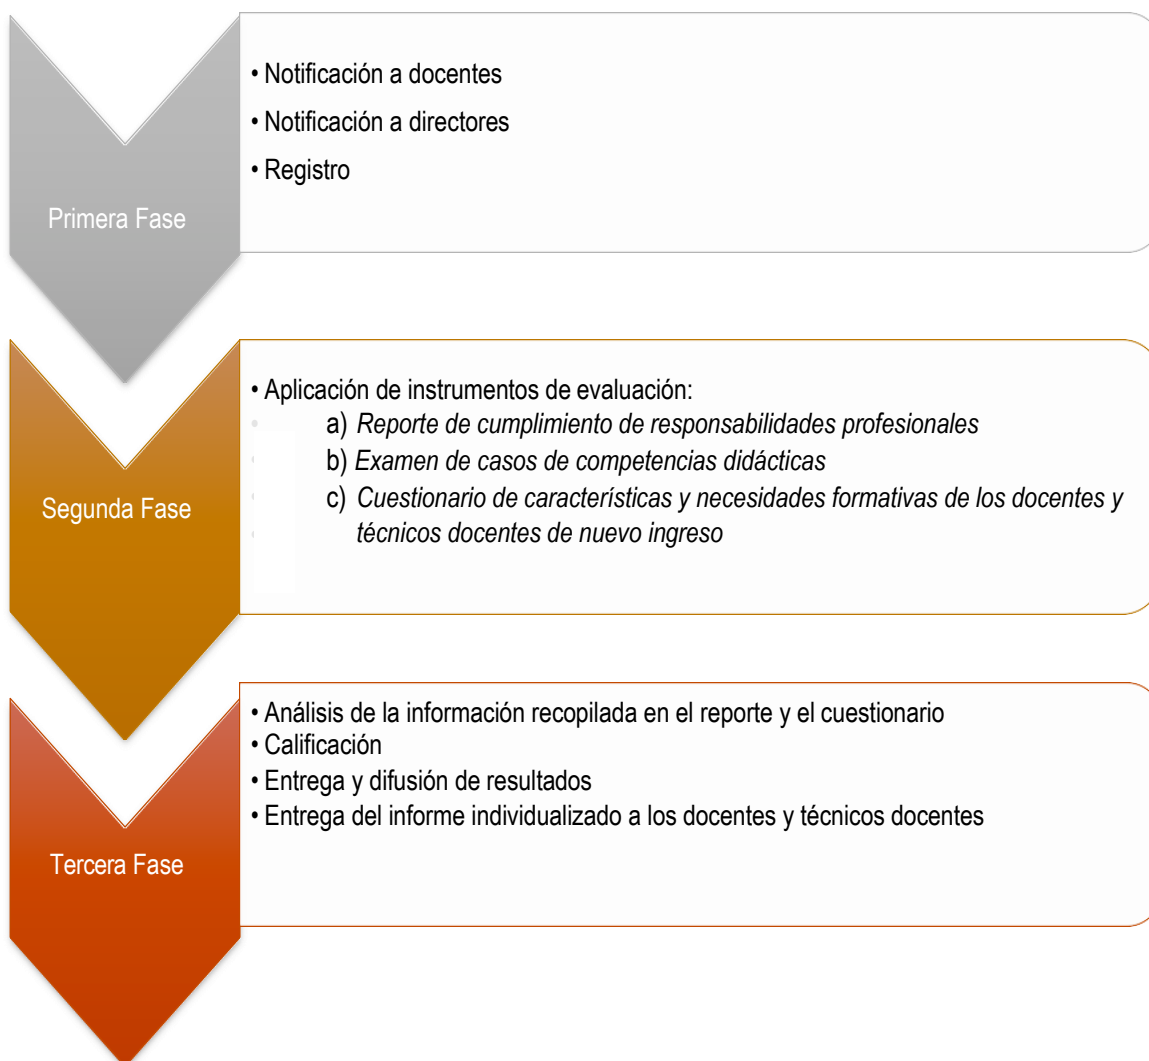 Primera Fase
• Notificación a docentes
• Notificación a directores
• Registro
Segunda Fase
• Aplicación de instrumentos de evaluación:
• a) Reporte de cumplimiento de responsabilidades profesionales
• b) Examen de casos de competencias didácticas
• c) Cuestionario de características y necesidades formativas de los docentes y
• técnicos docentes de nuevo ingreso
Tercera Fase
• Análisis de la información recopilada en el reporte y el cuestionario
• Calificación
• Entrega y difusión de resultados
• Entrega del informe individualizado a los docentes y técnicos docentes